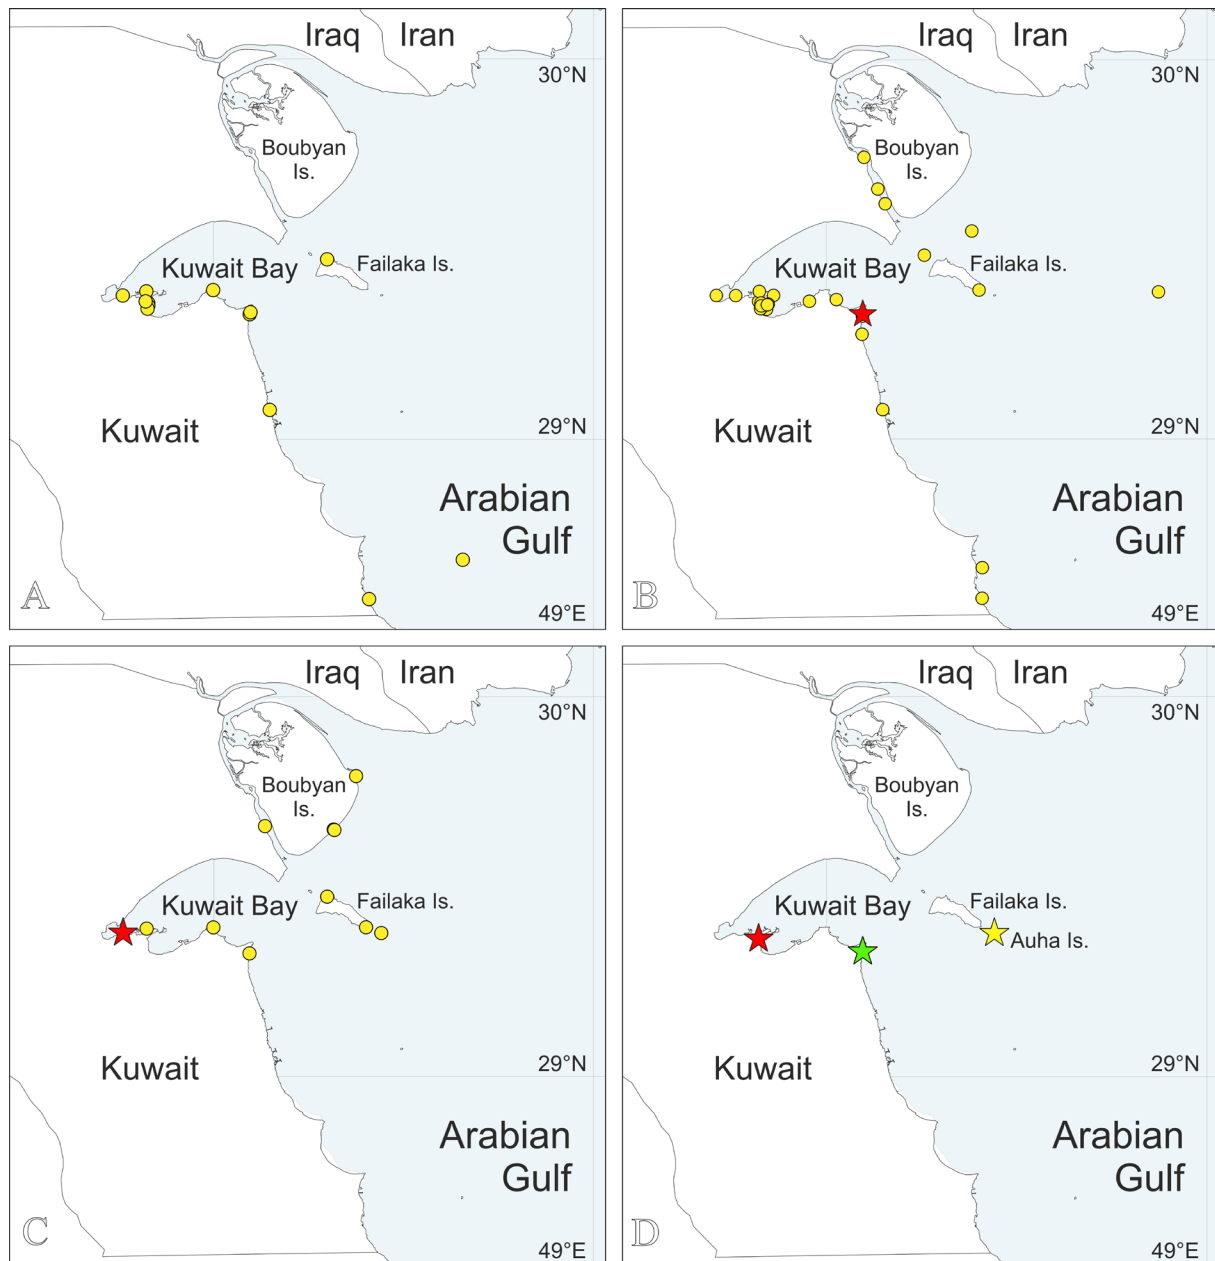 Iraq Iran
30°N
Boubyan
Is.
Kuwait Bay
Failaka Is.
Kuwait
29°N
Arabian
Gulf
A
49°E
Iraq Iran
30°N
Boubyan
Is.
Kuwait Bay
Failaka Is.
Kuwait
29°N
Arabian
Gulf
B
49°E
Iraq Iran
30°N
Boubyan
Is.
Kuwait Bay
Failaka Is.
Kuwait
29°N
Arabian
Gulf
C
49°E
Iraq Iran
30°N
Boubyan
Is.
Kuwait Bay
Failaka Is.
Auha Is.
Kuwait
29°N
Arabian
Gulf
D
49°E